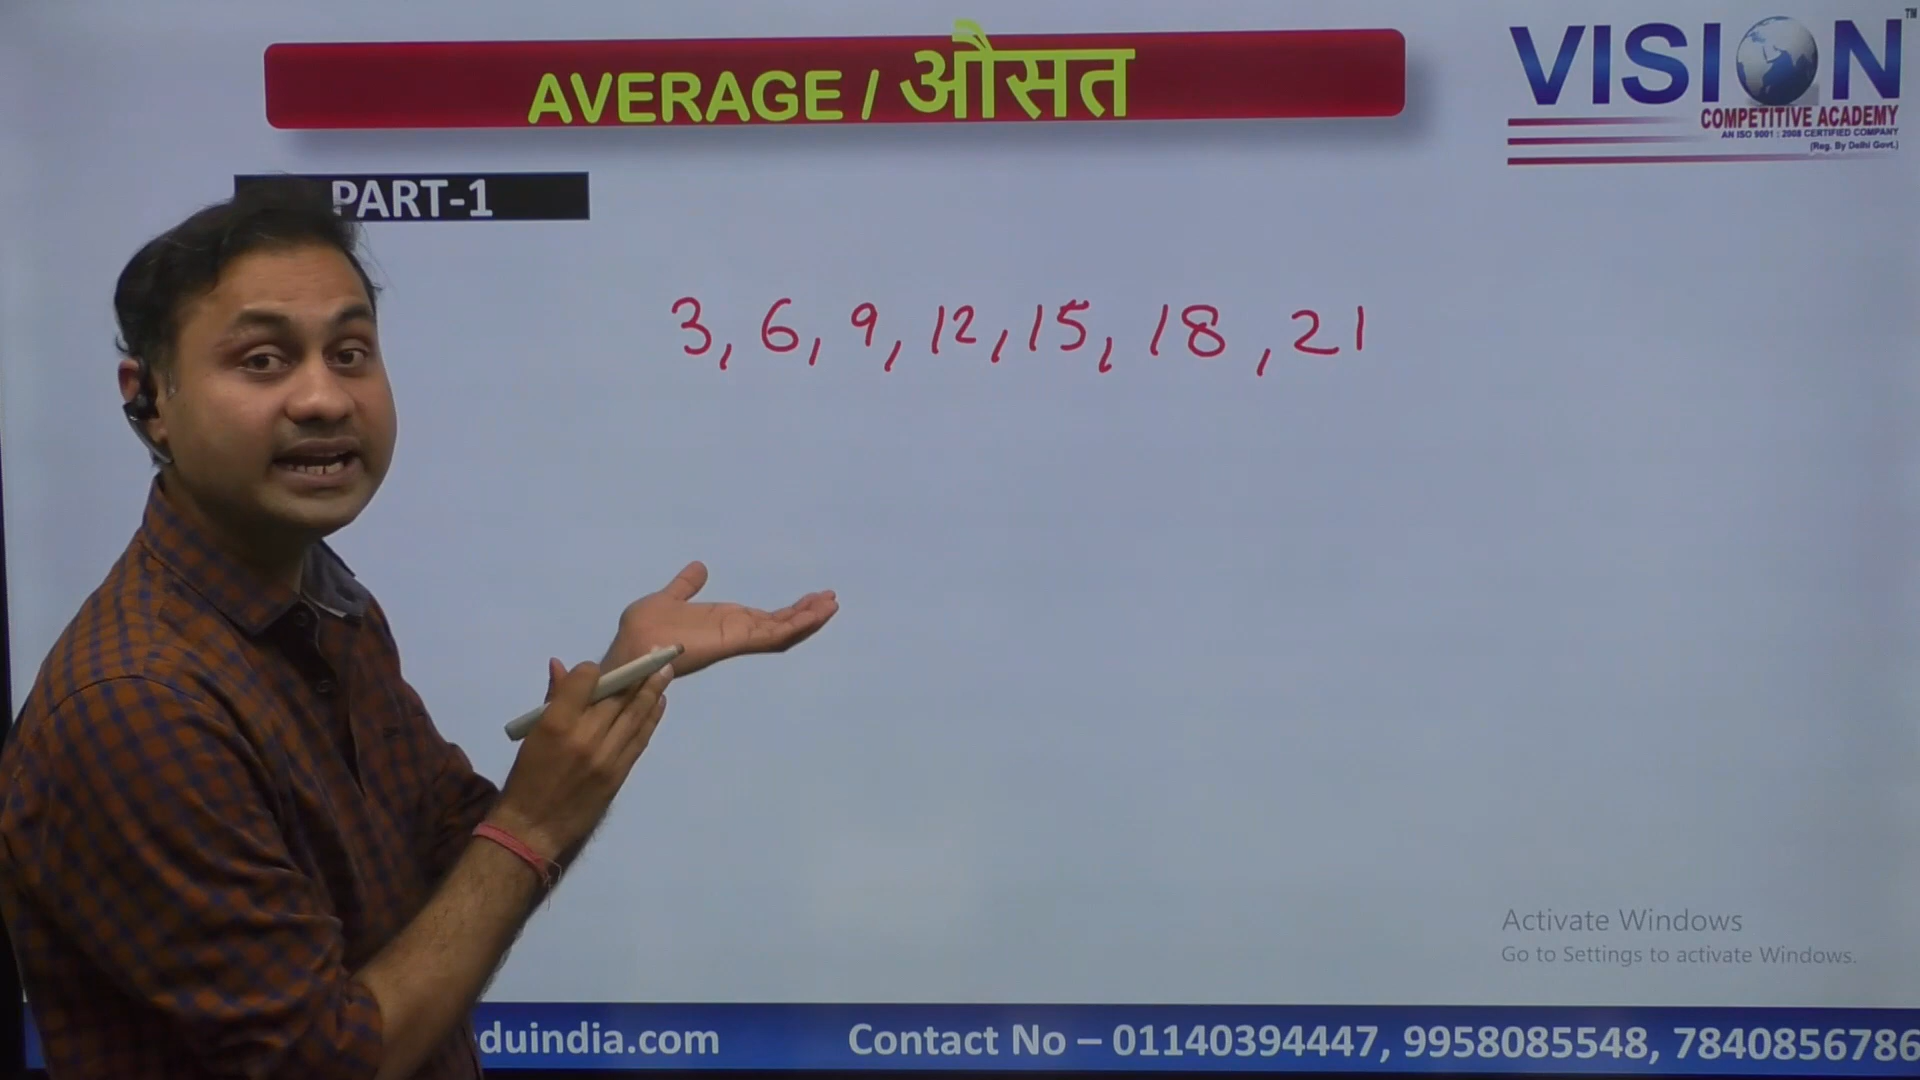 AVERAGE / औसत
VISION
TM
COMPETITIVE ACADEMY
AN ISO 9001 : 2008 CERTIFIED COMPANY
(Reg. By Delhi Govt.)
PART-1
3, 6, 9, 12, 15, 18, 21
Activate Windows
Go to Settings to activate Windows.
duindia.com Contact No – 01140394447, 9958085548, 7840856786